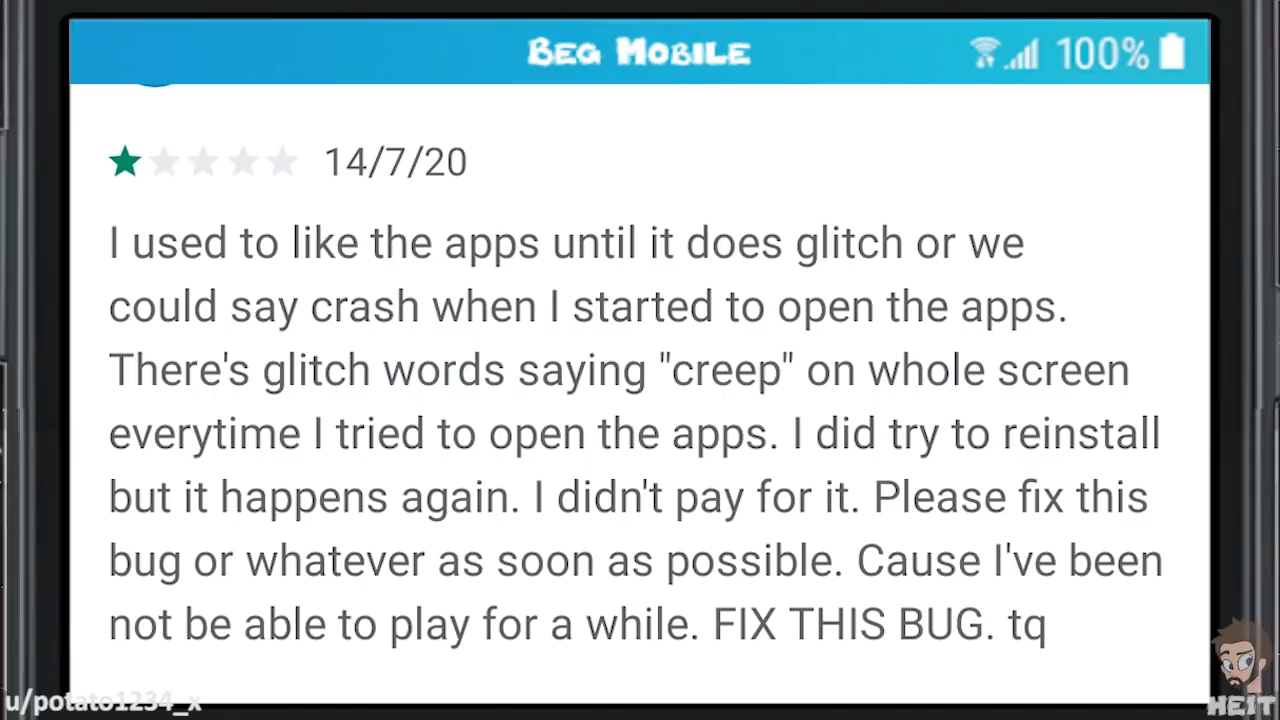 BEG MOBILE
100%
14/7/20
I used to like the apps until it does glitch or we
could say crash when I started to open the apps.
There's glitch words saying "creep" on whole screen
everytime I tried to open the apps. I did try to reinstall
but it happens again. I didn't pay for it. Please fix this
bug or whatever as soon as possible. Cause I've been
not be able to play for a while. FIX THIS BUG. tq
u/potato1234_x
HEIT